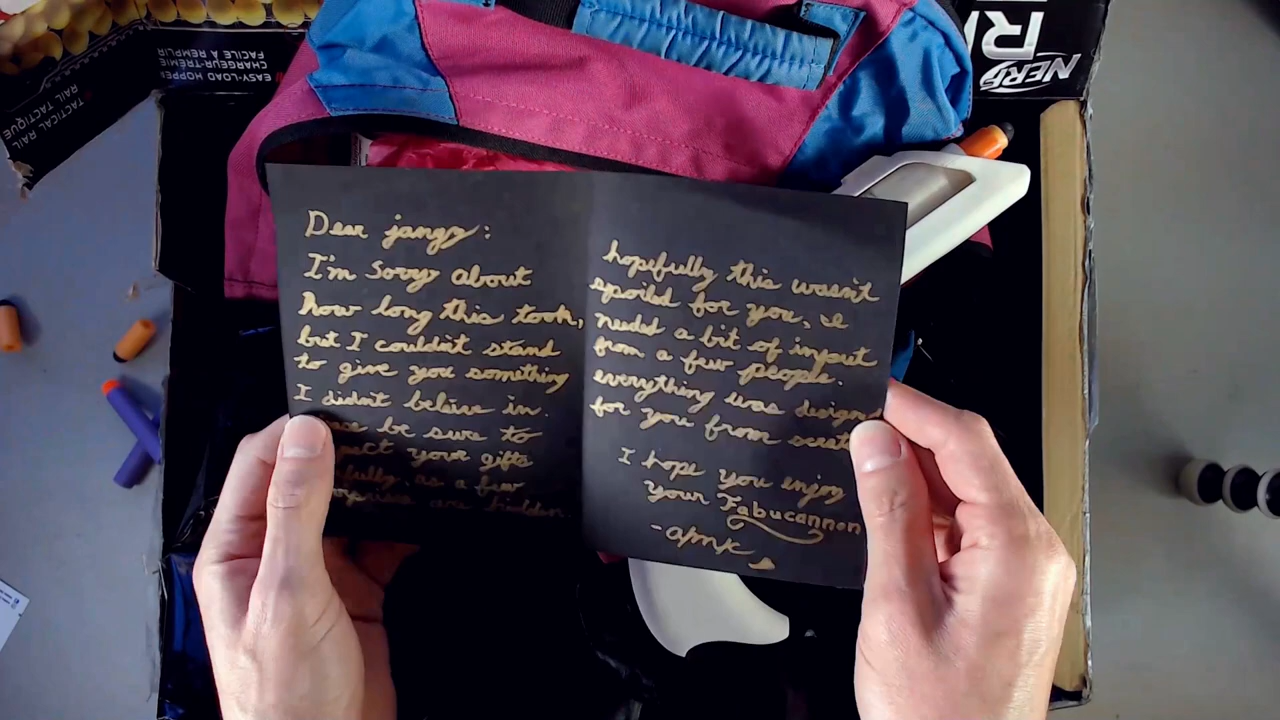 Dear jangy:
I'm Sorry about
how long this took,
but I couldn't stand
to give you something
I didn't believe in.
be sure to
your gifts
as a few
are hidden
hopefully this wasn't
spoiled for you, I
needed a bit of input
from a few people.
everything was
for you from
I hope you enjoy
your Fabucannon
NERF
EASY-LOAD HOPPER
CHARGEUR-TRÉMIE
FACILE À REMPLIR
TACTICAL RAIL
RAIL TACTIQUE